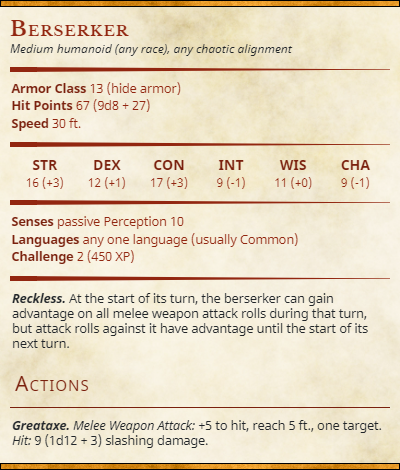 Berserker
Medium humanoid (any race), any chaotic alignment
Armor Class 13 (hide armor)
Hit Points 67 (9d8 + 27)
Speed 30 ft.
STR DEX CON INT WIS CHA
16 (+3) 12 (+1) 17 (+3) 9 (-1) 11 (+0) 9 (-1)
Senses passive Perception 10
Languages any one language (usually Common)
Challenge 2 (450 XP)
Reckless. At the start of its turn, the berserker can gain
advantage on all melee weapon attack rolls during that turn,
but attack rolls against it have advantage until the start of its
next turn.
Actions
Greataxe. Melee Weapon Attack: +5 to hit, reach 5 ft., one target.
Hit: 9 (1d12 + 3) slashing damage.